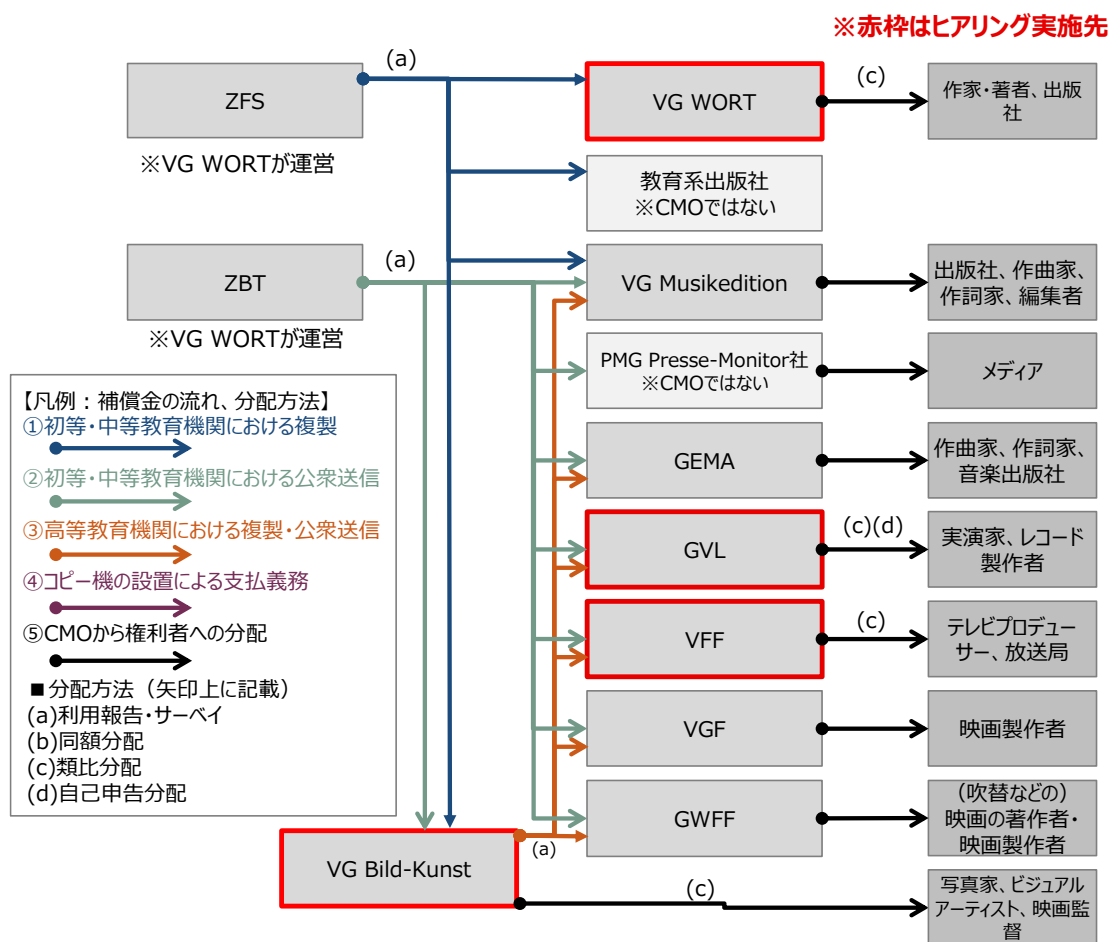 ※赤枠はヒアリング実施先
(a)
ZFS
※VG WORTが運営
VG WORT
(c)
作家・著者、出版
社
教育系出版社
※CMOではない
(a)
ZBT
※VG WORTが運営
VG Musikedition
出版社、作曲家、
作詞家、編集者
PMG Presse-Monitor社
※CMOではない
メディア
【凡例：補償金の流れ、分配方法】
①初等・中等教育機関における複製
②初等・中等教育機関における公衆送信
③高等教育機関における複製・公衆送信
④コピー機の設置による支払義務
⑤CMOから権利者への分配
■分配方法（矢印上に記載）
(a)利用報告・サーベイ
(b)同額分配
(c)類比分配
(d)自己申告分配
GEMA
作曲家、作詞家、
音楽出版社
GVL
(c)(d)
実演家、レコード
製作者
VFF
(c)
テレビプロデュー
サー、放送局
VGF
映画製作者
GWFF
（吹替などの）
映画の著作者・
映画製作者
VG Bild-Kunst
(a)
(c)
写真家、ビジュアル
アーティスト、映画監
督